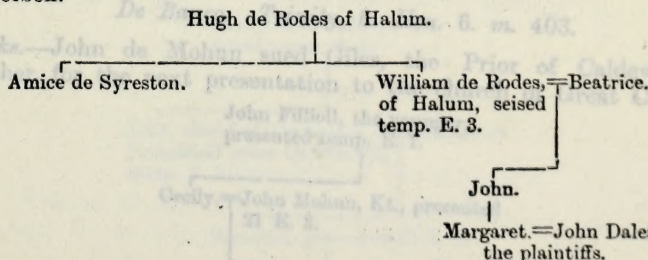 Hugh de Rodes of Halum.
Amice de Syreston.
William de Rodes,=Beatrice.
of Halum, seised
temp. E. 3.
John.
Margaret.=John Dale
the plaintiffs.